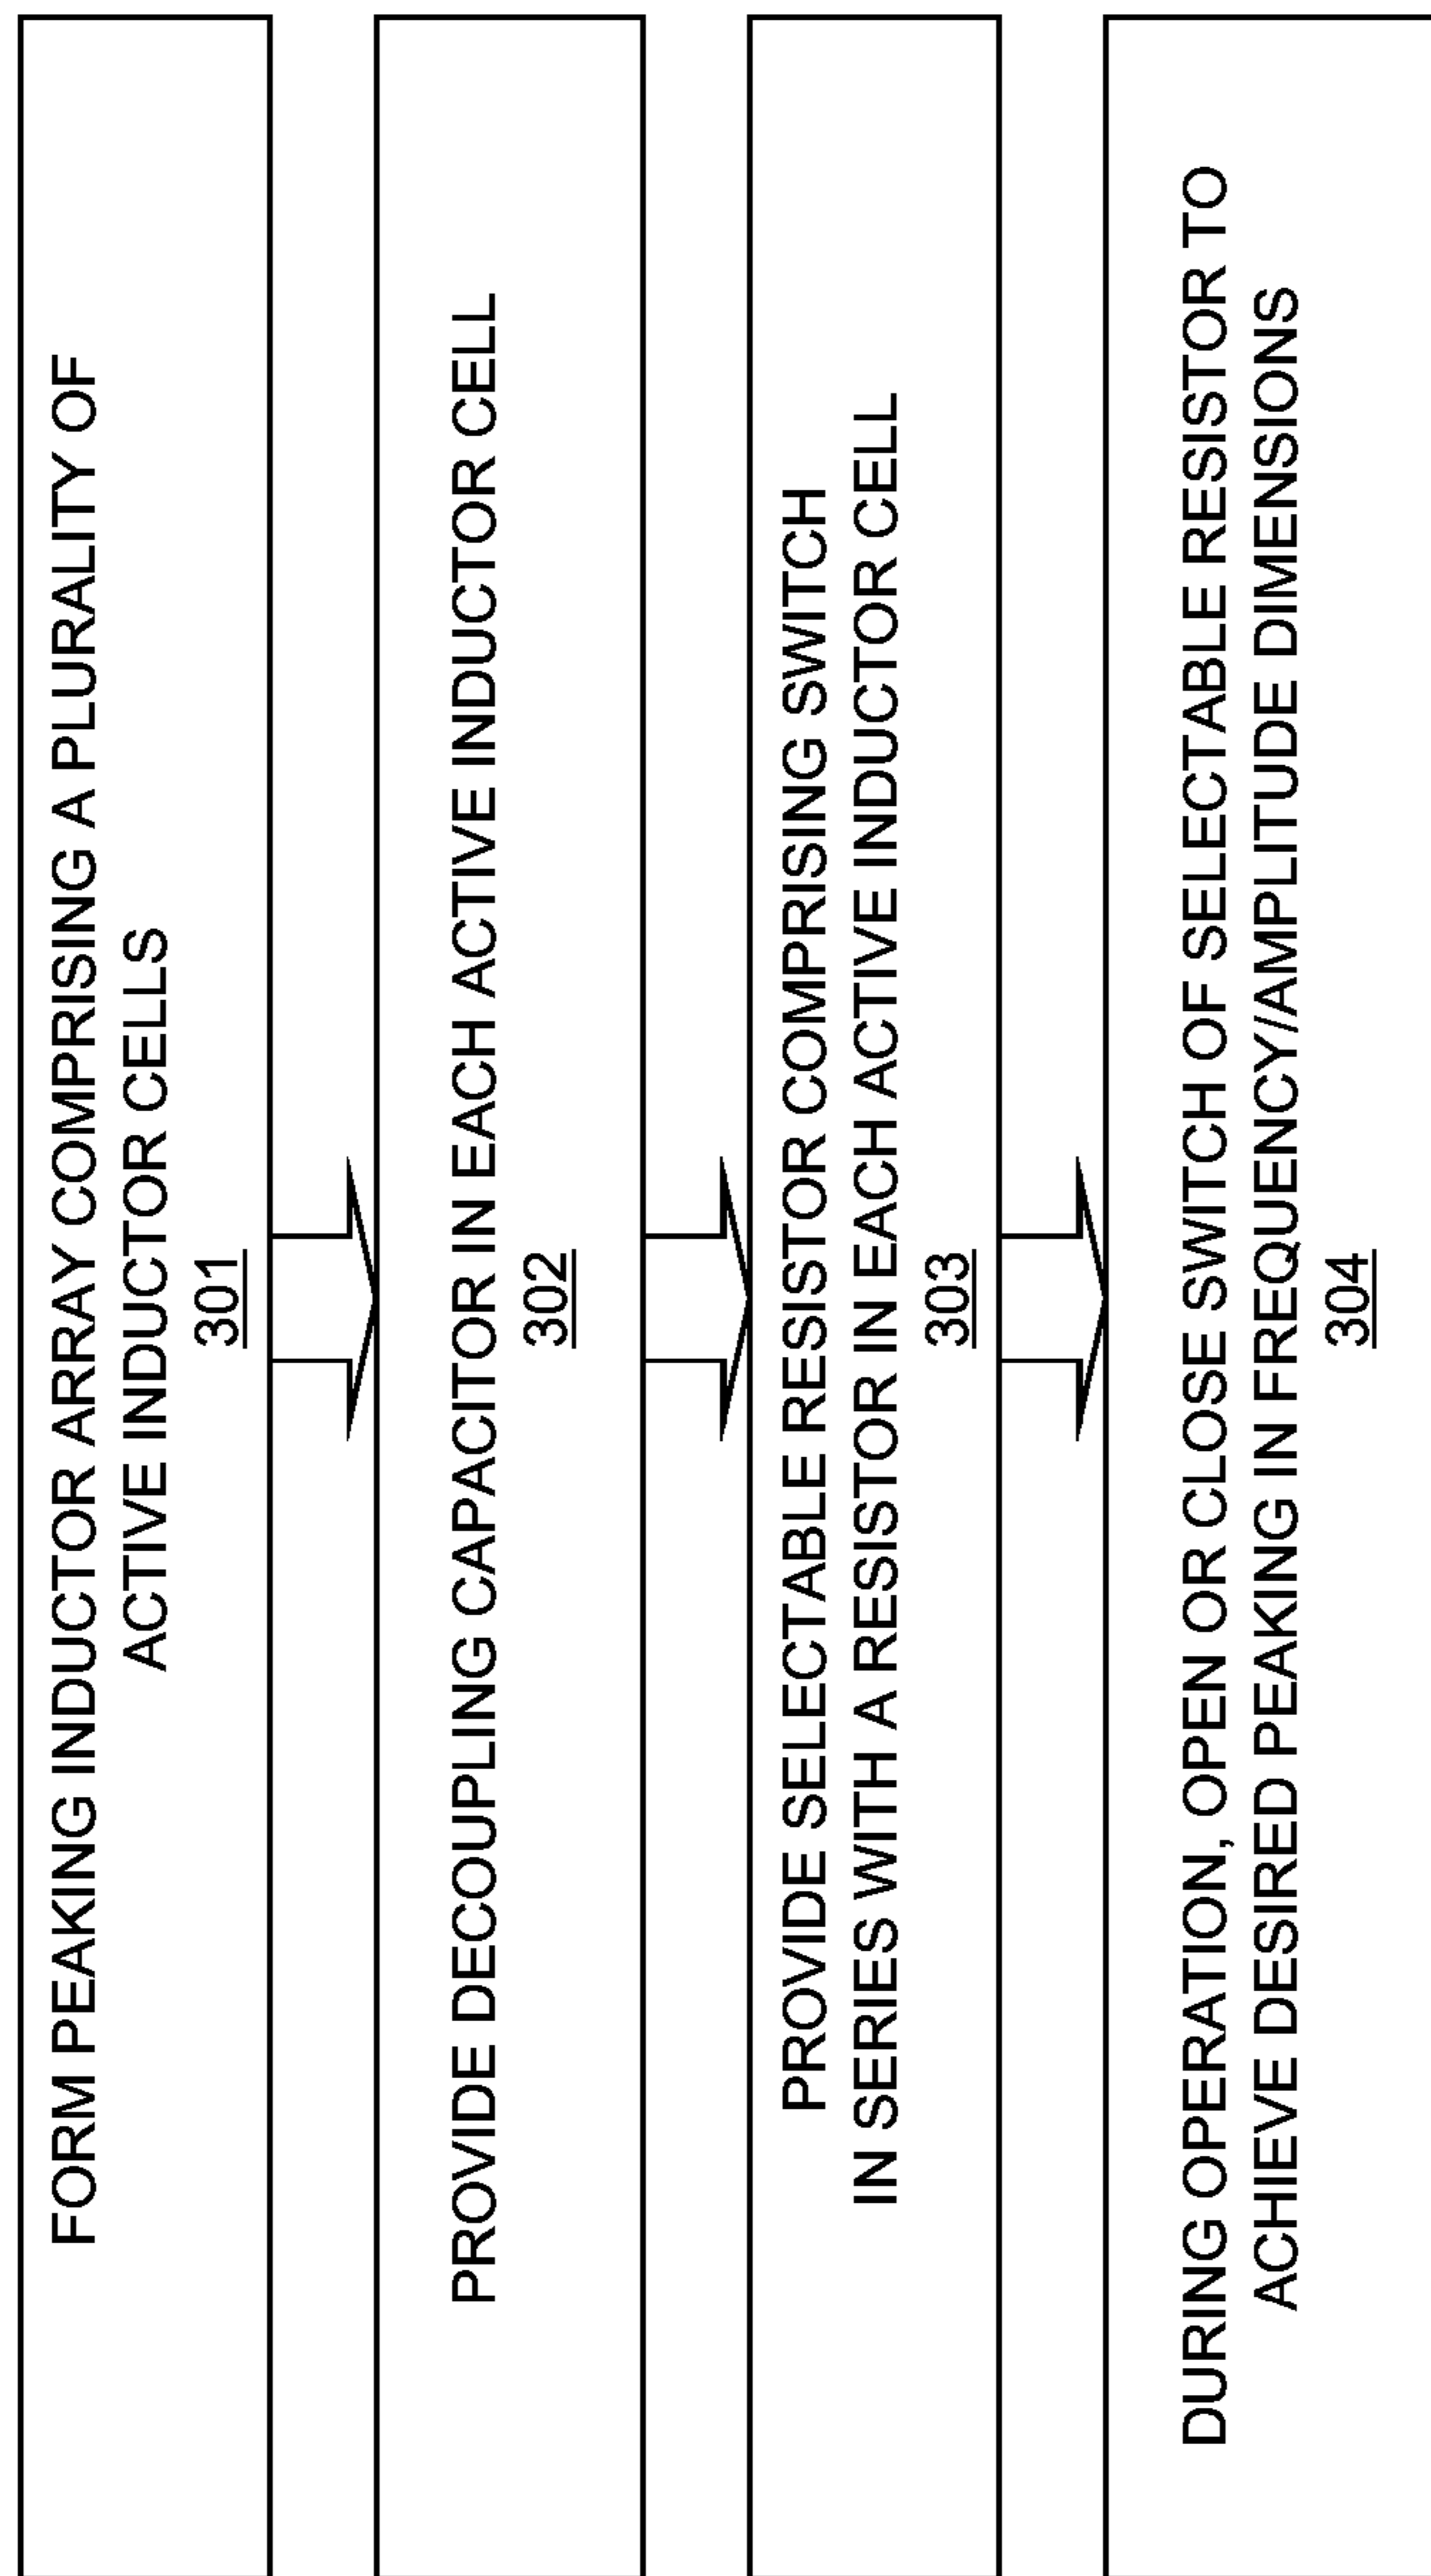 FORM PEAKING INDUCTOR ARRAY COMPRISING A PLURALITY OF
ACTIVE INDUCTOR CELLS
301
PROVIDE DECOUPLING CAPACITOR IN EACH ACTIVE INDUCTOR CELL
302
PROVIDE SELECTABLE RESISTOR COMPRISING SWITCH
IN SERIES WITH A RESISTOR IN EACH ACTIVE INDUCTOR CELL
303
DURING OPERATION, OPEN OR CLOSE SWITCH OF SELECTABLE RESISTOR TO
ACHIEVE DESIRED PEAKING IN FREQUENCY/AMPLITUDE DIMENSIONS
304